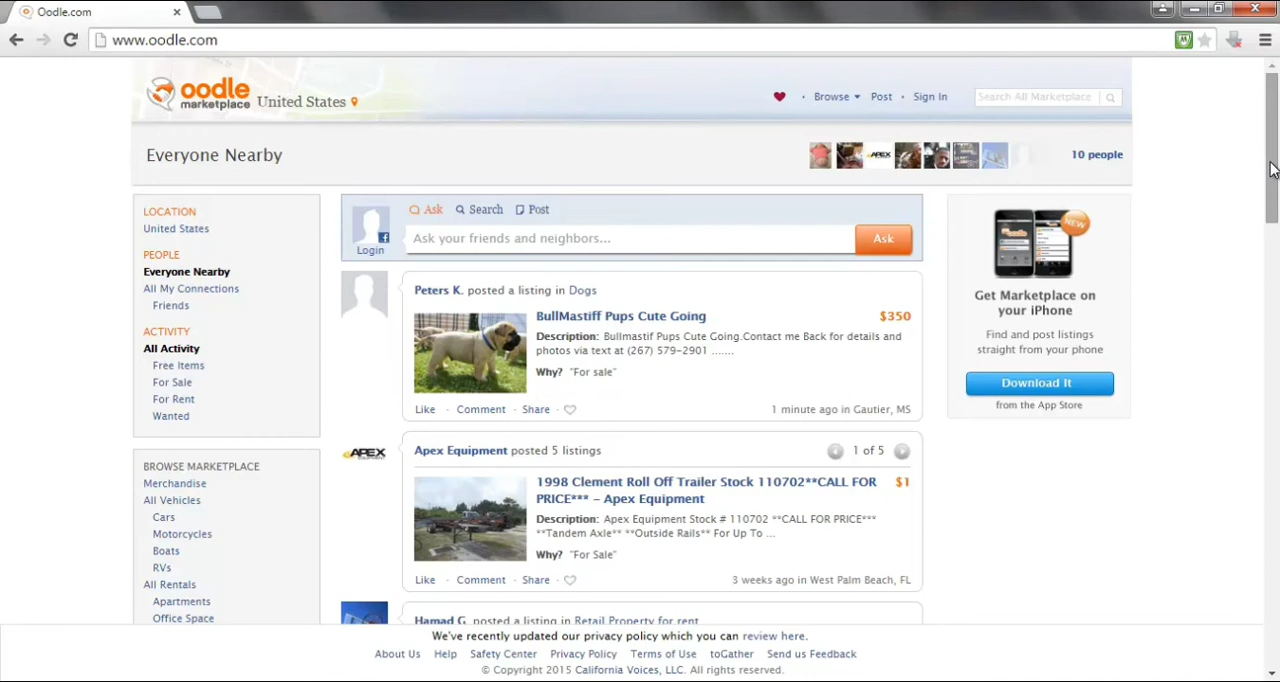 Oodle.com
www.oodle.com
oodle
marketplace
United States
Browse
Post
Sign In
Search All Marketplace
Everyone Nearby
APEX
10 people
LOCATION
United States
PEOPLE
Everyone Nearby
All My Connections
Friends
ACTIVITY
All Activity
Free Items
For Sale
For Rent
Wanted
BROWSE MARKETPLACE
Merchandise
All Vehicles
Cars
Motorcycles
Boats
RVs
All Rentals
Apartments
Office Space
Login
Ask
Search
Post
Ask your friends and neighbors...
Ask
Peters K. posted a listing in Dogs
BullMastiff Pups Cute Going
$350
Description: Bullmastif Pups Cute Going.Contact me Back for details and
photos via text at (267) 579-2901 .......
Why? "For sale"
Like · Comment · Share ·
1 minute ago in Gautier, MS
APEX
Apex Equipment posted 5 listings
1 of 5
1998 Clement Roll Off Trailer Stock 110702**CALL FOR
PRICE*** – Apex Equipment
$1
Description: Apex Equipment Stock # 110702 **CALL FOR PRICE***
**Tandem Axle** **Outside Rails** For Up To ...
Why? "For Sale"
Like · Comment · Share ·
3 weeks ago in West Palm Beach, FL
Hamad G. posted a listing in Retail Property for rent
NEW
Get Marketplace on
your iPhone
Find and post listings
straight from your phone
Download It
from the App Store
We've recently updated our privacy policy which you can review here.
About Us Help Safety Center Privacy Policy Terms of Use toGather Send us Feedback
© Copyright 2015 California Voices, LLC. All rights reserved.